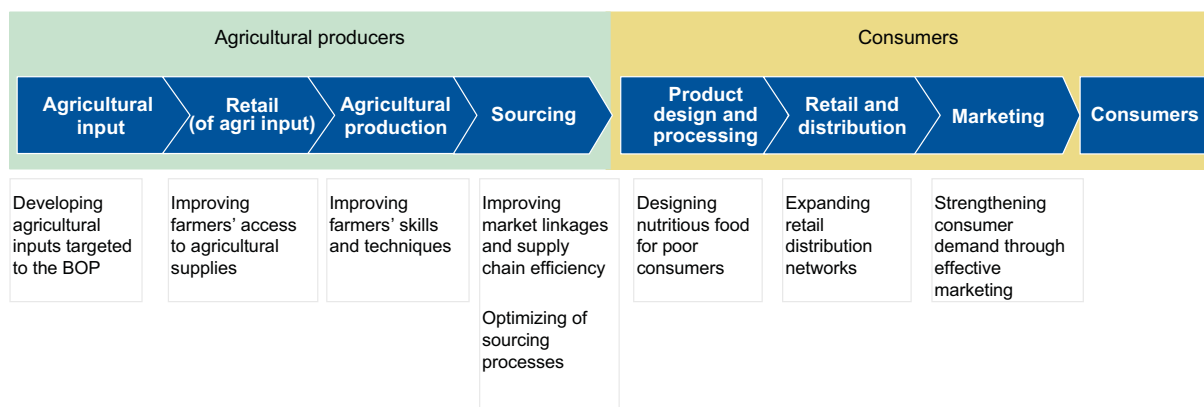 Agricultural producers
Consumers
Agricultural
input
Retail
(of agri input)
Agricultural
production
Sourcing
Product
design and
processing
Retail and
distribution
Marketing
Consumers
Developing
agricultural
inputs targeted
to the BOP
Improving
farmers’ access
to agricultural
supplies
Improving
farmers’ skills
and techniques
Improving
market linkages
and supply
chain efficiency
Optimizing of
sourcing
processes
Designing
nutritious food
for poor
consumers
Expanding
retail
distribution
networks
Strengthening
consumer
demand through
effective
marketing